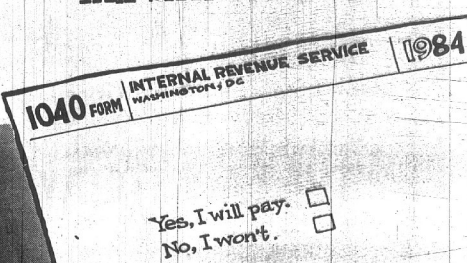 1040 FORM
INTERNAL REVENUE SERVICE
WASHINGTON, DC
1984
Yes, I will pay.
No, I won't.